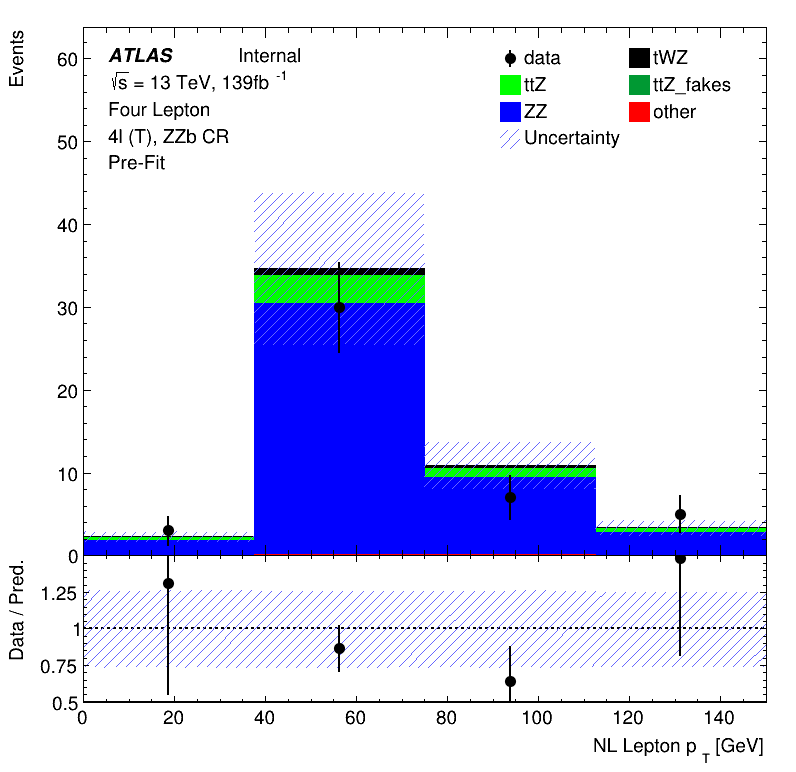 Events
60
50
40
30
20
10
0
ATLAS Internal
√s = 13 TeV, 139fb -1
Four Lepton
4l (T), ZZb CR
Pre-Fit
data
ttZ
ZZ
Uncertainty
tWZ
ttZ_fakes
other
Data / Pred.
1.25
1
0.75
0.5
0 20 40 60 80 100 120 140
NL Lepton p T [GeV]